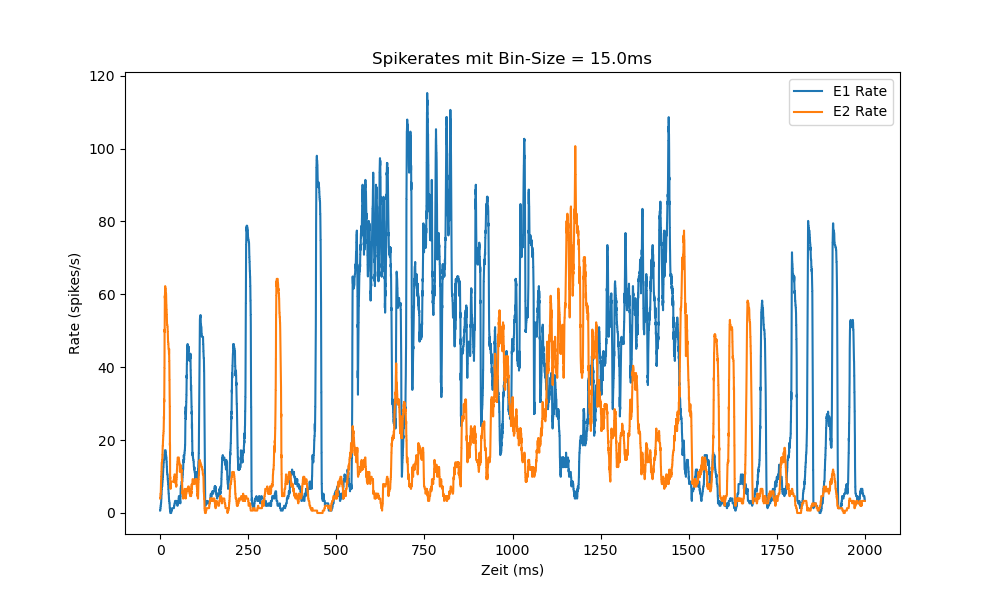 Spikerates mit Bin-Size = 15.0ms
E1 Rate
E2 Rate
120
100
80
60
40
20
0
Rate (spikes/s)
0 250 500 750 1000 1250 1500 1750 2000
Zeit (ms)